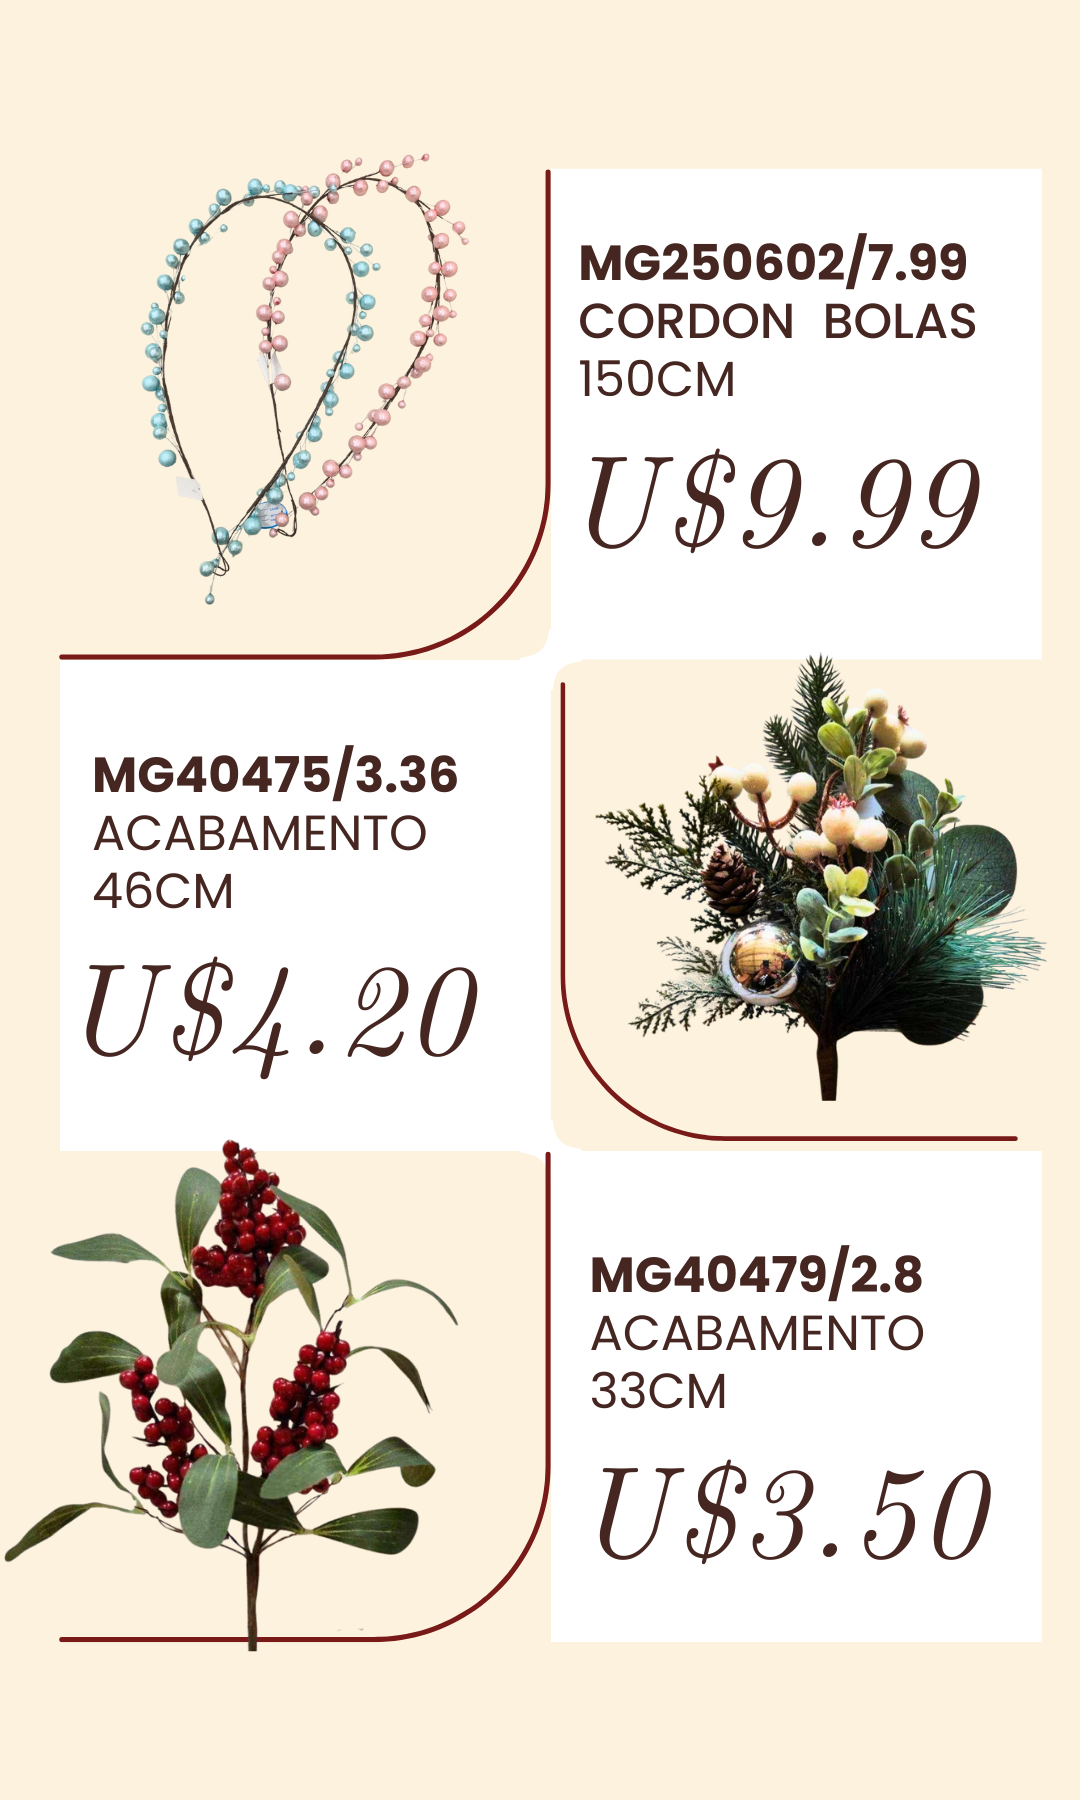 MG250602/7.99
CORDON BOLAS
150CM
U$9.99
MG40475/3.36
ACABAMENTO
46CM
U$4.20
MG40479/2.8
ACABAMENTO
33CM
U$3.50